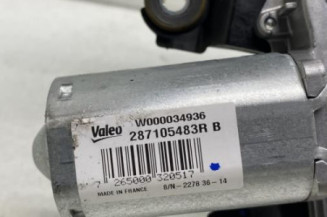 W000034936
Valeo
287105483R B
265000 320517
MADE IN FRANCE
S/N-2278 36-14